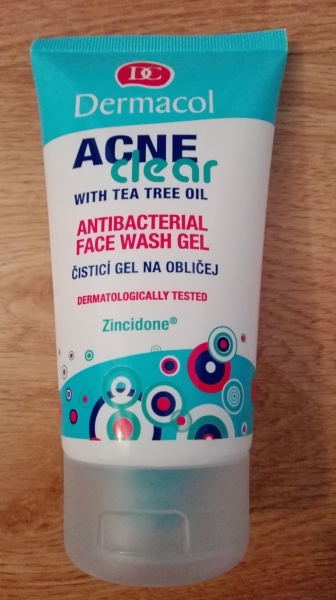 DC
Dermacol
ACNE
clear
WITH TEA TREE OIL
ANTIBACTERIAL
FACE WASH GEL
ČISTICÍ GEL NA OBLIČEJ
DERMATOLOGICALLY TESTED
Zincidone®